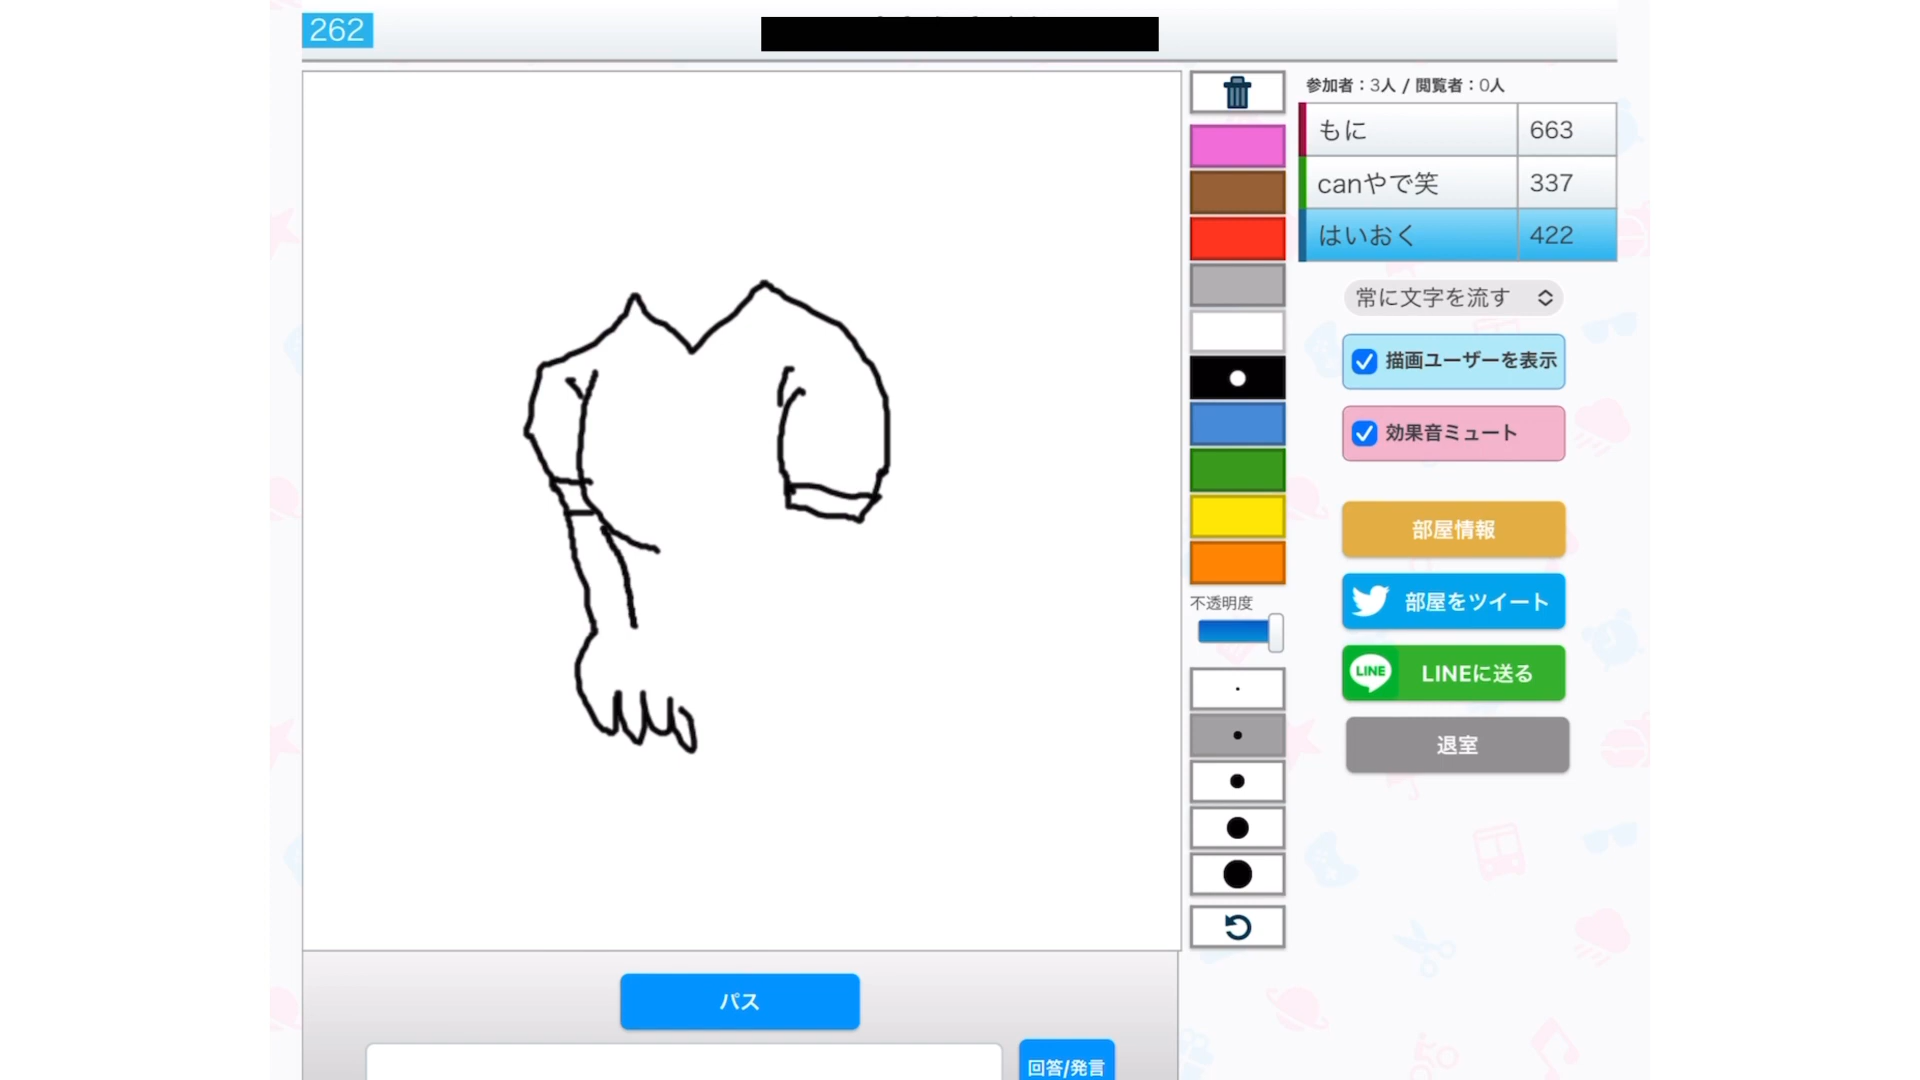 262
参加者：3人 / 閲覧者：0人
もに 663
canやで笑 337
はいおく 422
常に文字を流す
描画ユーザーを表示
効果音ミュート
部屋情報
部屋をツイート
LINE LINEに送る
退室
不透明度
パス
回答/発言